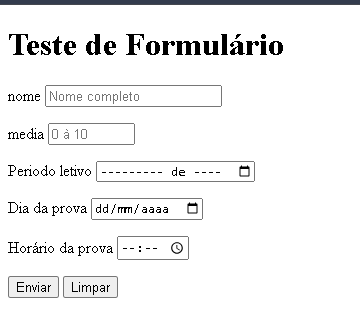 Teste de Formulário
nome Nome completo
media 0 à 10
Periodo letivo --------- de ----
Dia da prova dd/mm/aaaa
Horário da prova --:--
Enviar Limpar